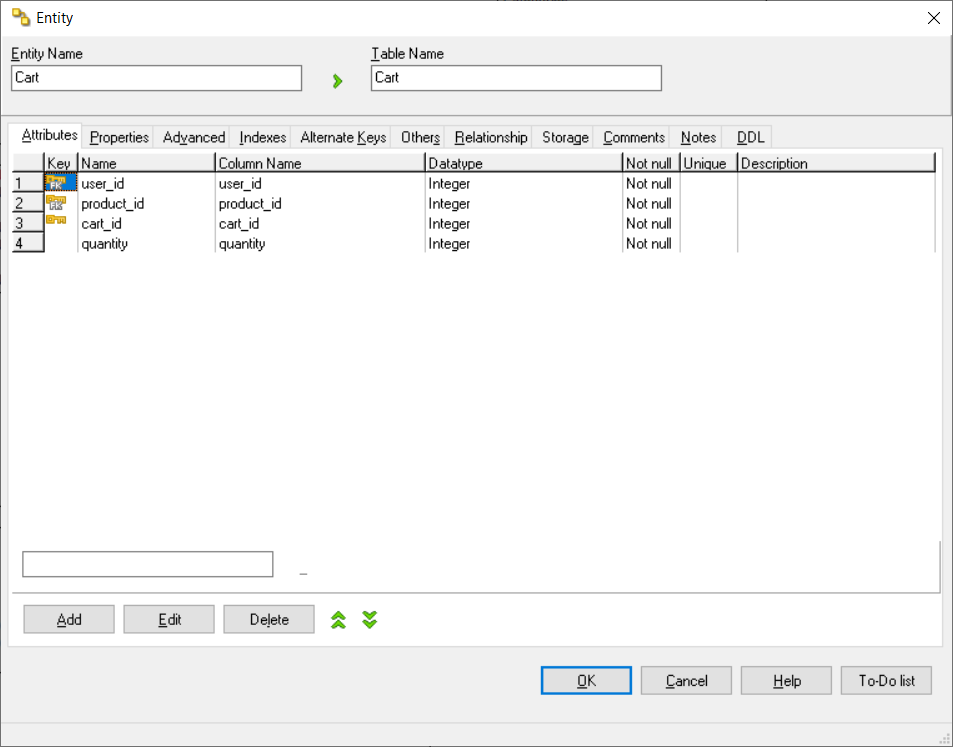 Entity
Entity Name Table Name
Cart Cart
Attributes Properties Advanced Indexes Alternate Keys Others Relationship Storage Comments Notes DDL
Key Name Column Name Datatype Not null Unique Description
1 FK user_id user_id Integer Not null
2 FK product_id product_id Integer Not null
3 cart_id cart_id Integer Not null
4 quantity quantity Integer Not null
_
Add Edit Delete
OK Cancel Help To-Do list